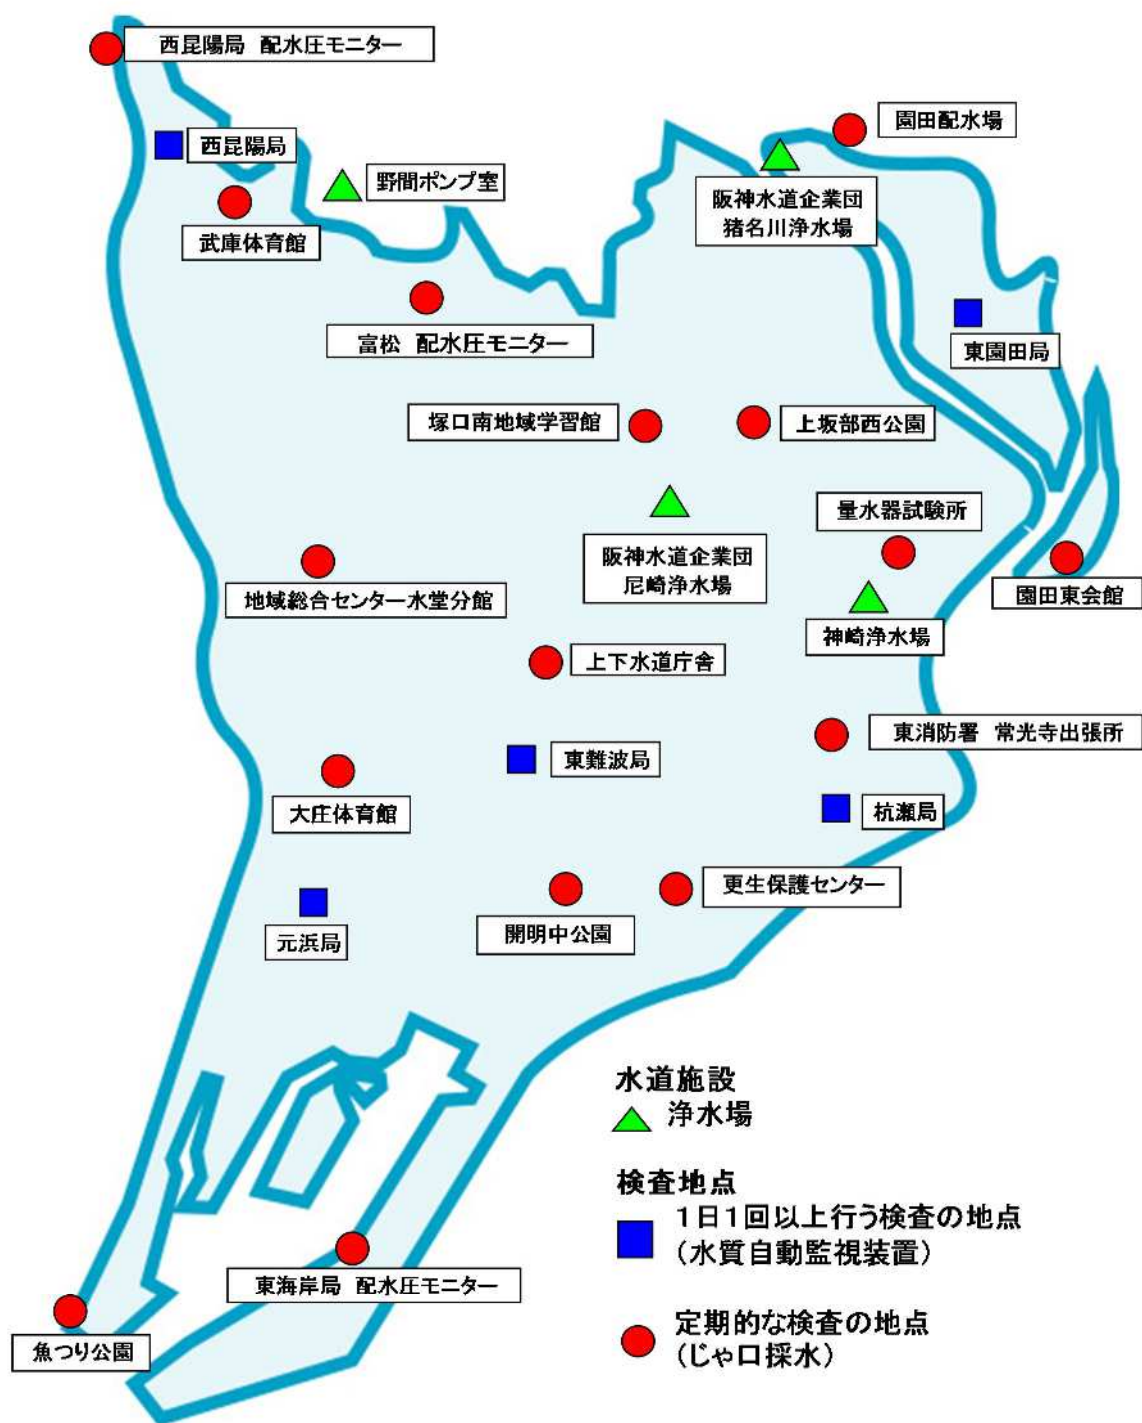 西昆陽局 配水圧モニター
園田配水場
西昆陽局
野間ポンプ室
阪神水道企業団
猪名川浄水場
武庫体育館
富松 配水圧モニター
東園田局
塚口南地域学習館
上坂部西公園
量水器試験所
阪神水道企業団
尼崎浄水場
地域総合センター水堂分館
園田東会館
神崎浄水場
上下水道庁舎
東消防署 常光寺出張所
東難波局
大庄体育館
杭瀬局
更生保護センター
開明中公園
元浜局
水道施設
浄水場
検査地点
1日1回以上行う検査の地点
(水質自動監視装置)
東海岸局 配水圧モニター
定期的な検査の地点
(じゃ口採水)
魚つり公園